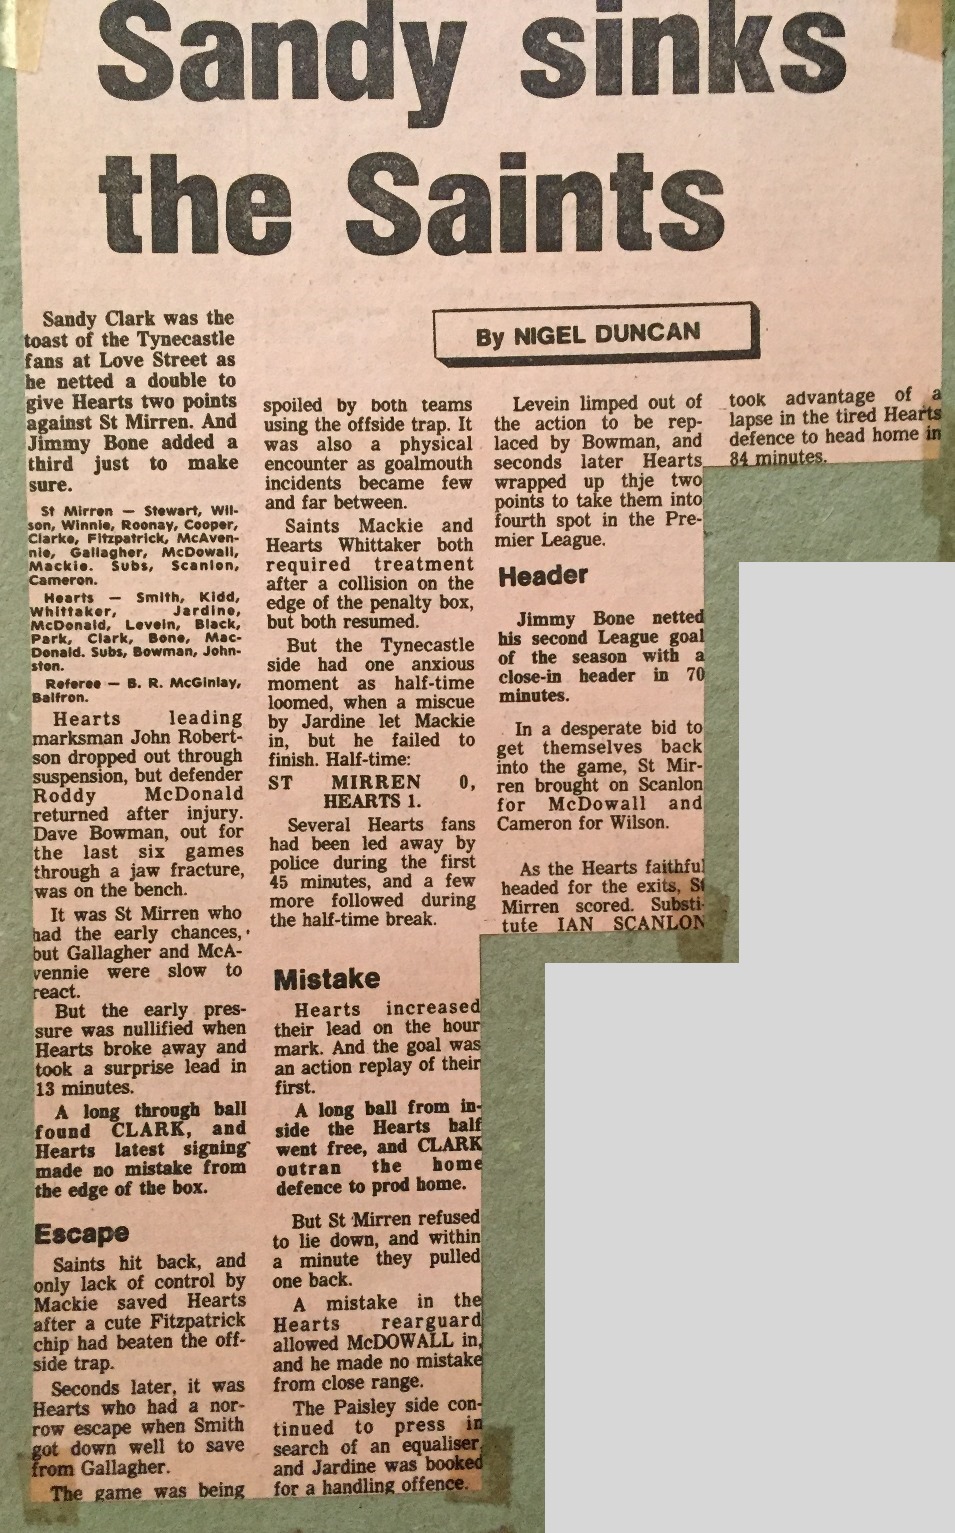 Sandy sinks
the Saints
By NIGEL DUNCAN
Sandy Clark was the
toast of the Tynecastle
fans at Love Street as
he netted a double to
give Hearts two points
against St Mirren. And
Jimmy Bone added a
third just to make
sure.
St Mirren — Stewart, Wil-
son, Winnie, Roonay, Cooper,
Clarke, Fitzpatrick, McAven-
nie, Gallagher, McDowall,
Mackie. Subs, Scanlon,
Cameron.
Hearts — Smith, Kidd,
Whittaker, Jardine,
McDonald, Levein, Black,
Park, Clark, Bone, Mac-
Donald. Subs, Bowman, John-
ston.
Referee — B. R. McGinlay,
Balfron.
Hearts leading
marksman John Robert-
son dropped out through
suspension, but defender
Roddy McDonald
returned after injury.
Dave Bowman, out for
the last six games
through a jaw fracture,
was on the bench.
It was St Mirren who
had the early chances,
but Gallagher and McA-
vennie were slow to
react.
But the early pres-
sure was nullified when
Hearts broke away and
took a surprise lead in
13 minutes.
A long through ball
found CLARK, and
Hearts latest signing
made no mistake from
the edge of the box.
Escape
Saints hit back, and
only lack of control by
Mackie saved Hearts
after a cute Fitzpatrick
chip had beaten the off-
side trap.
Seconds later, it was
Hearts who had a nor-
row escape when Smith
got down well to save
from Gallagher.
The game was being
spoiled by both teams
using the offside trap. It
was also a physical
encounter as goalmouth
incidents became few
and far between.
Saints Mackie and
Hearts Whittaker both
required treatment
after a collision on the
edge of the penalty box,
but both resumed.
But the Tynecastle
side had one anxious
moment as half-time
loomed, when a miscue
by Jardine let Mackie
in, but he failed to
finish. Half-time:
ST MIRREN 0,
HEARTS 1.
Several Hearts fans
had been led away by
police during the first
45 minutes, and a few
more followed during
the half-time break.
Mistake
Hearts increased
their lead on the hour
mark. And the goal was
an action replay of their
first.
A long ball from in-
side the Hearts half
went free, and CLARK
outran the home
defence to prod home.
But St Mirren refused
to lie down, and within
a minute they pulled
one back.
A mistake in the
Hearts rearguard
allowed McDOWALL in,
and he made no mistake
from close range.
The Paisley side con-
tinued to press in
search of an equaliser,
and Jardine was booked
for a handling offence.
Levein limped out of
the action to be rep-
laced by Bowman, and
seconds later Hearts
wrapped up thje two
points to take them into
fourth spot in the Pre-
mier League.
Header
Jimmy Bone netted
his second League goal
of the season with a
close-in header in 70
minutes.
In a desperate bid to
get themselves back
into the game, St Mir-
ren brought on Scanlon
for McDowall and
Cameron for Wilson.
As the Hearts faithful
headed for the exits, St
Mirren scored. Substi-
tute IAN SCANLON
took advantage of a
lapse in the tired Hearts
defence to head home in
84 minutes.